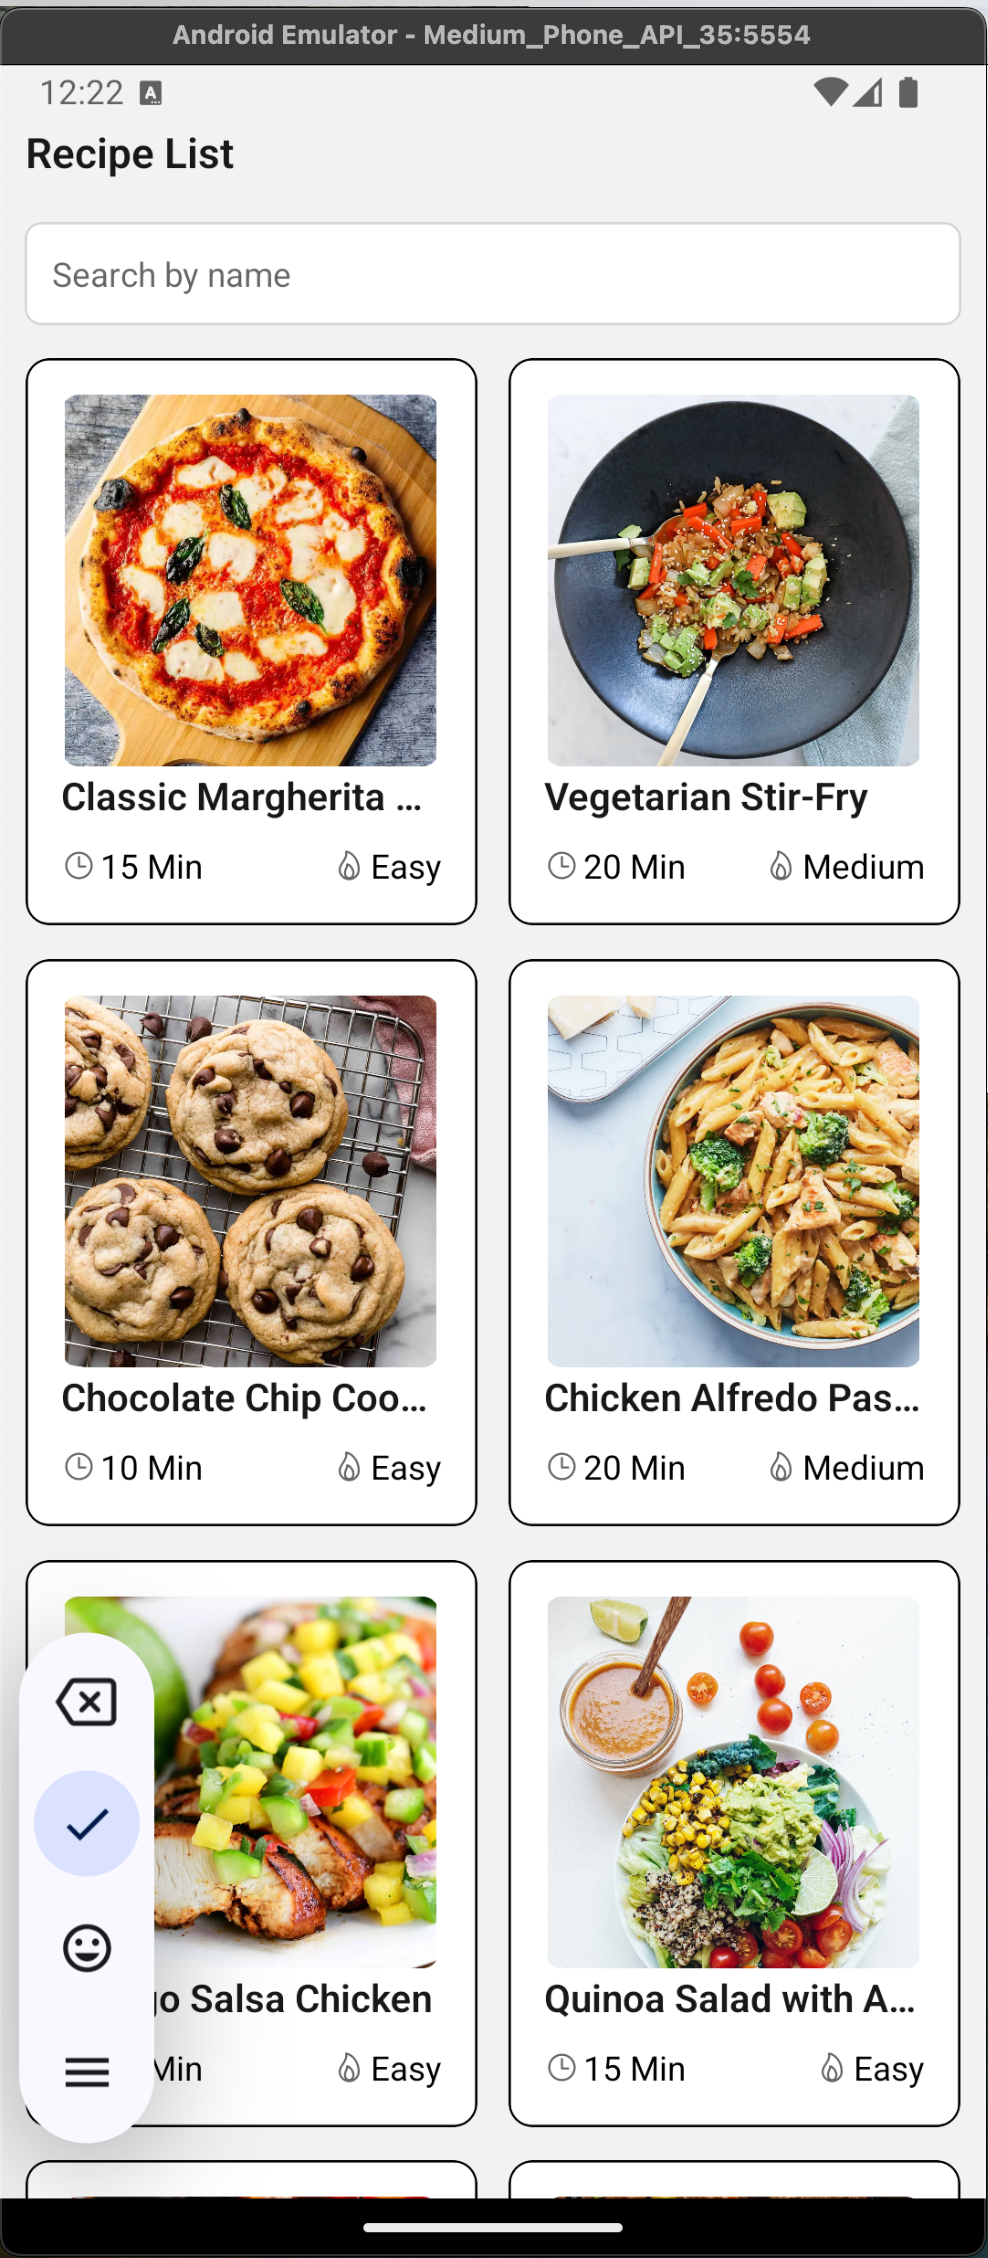 Android Emulator - Medium_Phone_API_35:5554
12:22 A
Recipe List
Search by name
Classic Margherita ...
15 Min Easy
Vegetarian Stir-Fry
20 Min Medium
Chocolate Chip Coo...
10 Min Easy
Chicken Alfredo Pas...
20 Min Medium
go Salsa Chicken
Min Easy
Quinoa Salad with A...
15 Min Easy